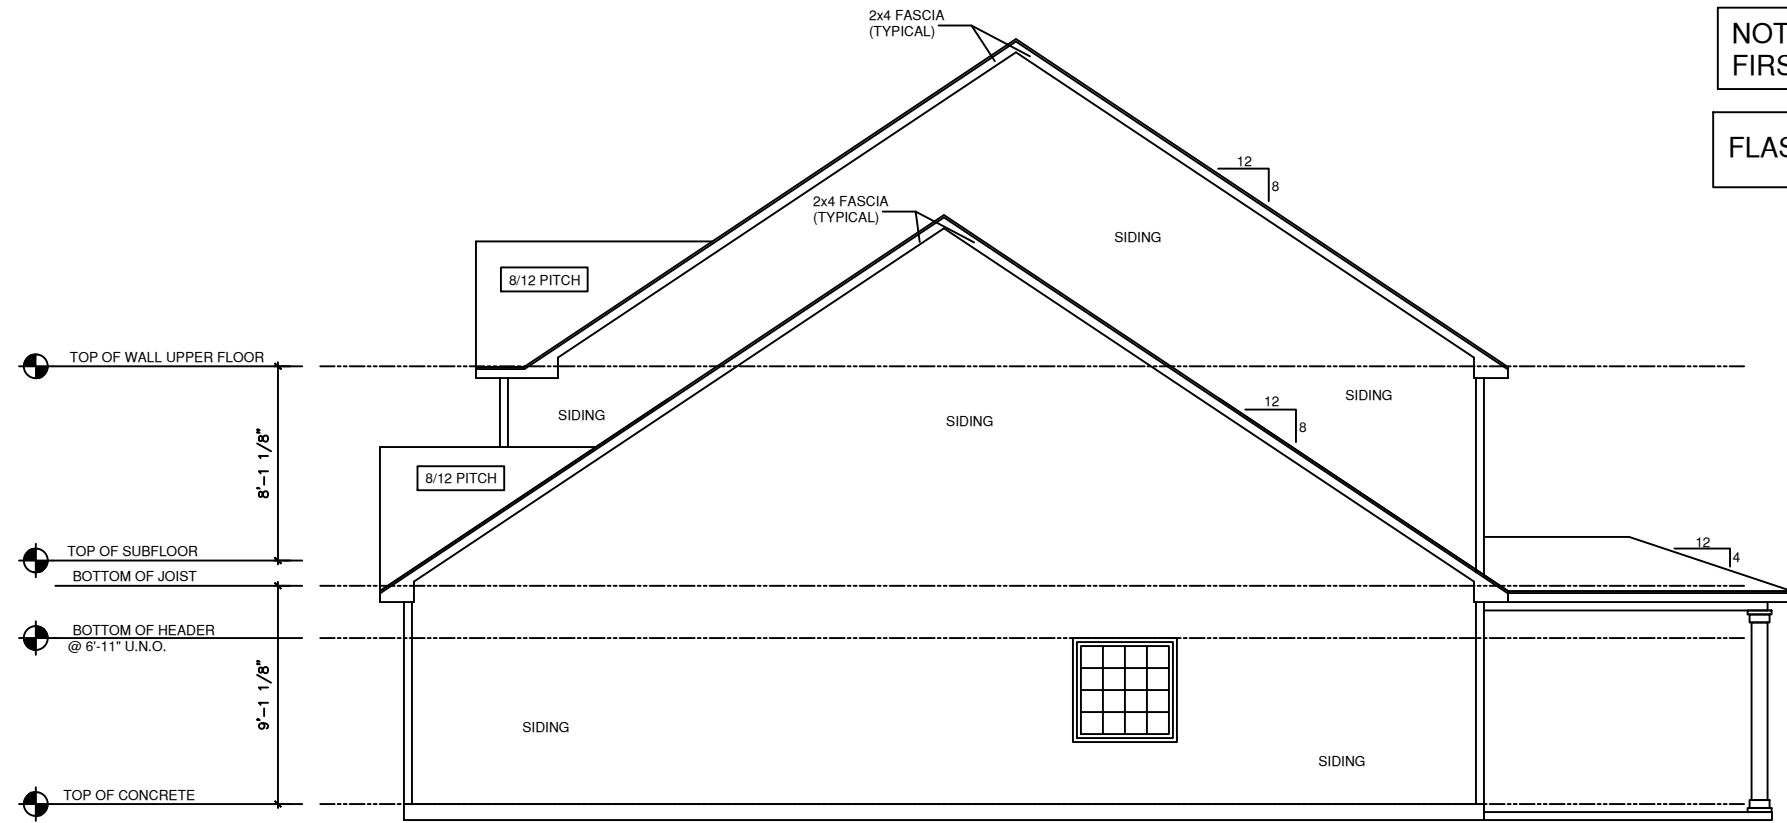 2x4 FASCIA
(TYPICAL)
NOT
FIRS
FLAS
12
8
2x4 FASCIA
(TYPICAL)
SIDING
8/12 PITCH
TOP OF WALL UPPER FLOOR
SIDING
SIDING
SIDING
12
8
8'-1 1/8"
8/12 PITCH
TOP OF SUBFLOOR
12
4
BOTTOM OF JOIST
BOTTOM OF HEADER
@ 6'-11" U.N.O.
9'-1 1/8"
SIDING
SIDING
TOP OF CONCRETE